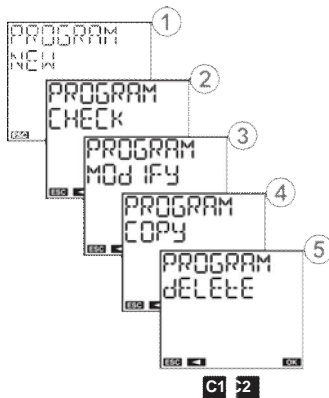 1
PROGRAM
NEW
ESC
2
PROGRAM
CHECK
ESC
3
PROGRAM
MOdIFY
ESC
4
PROGRAM
COPY
ESC
5
PROGRAM
dELEtE
ESC OK
C1 C2